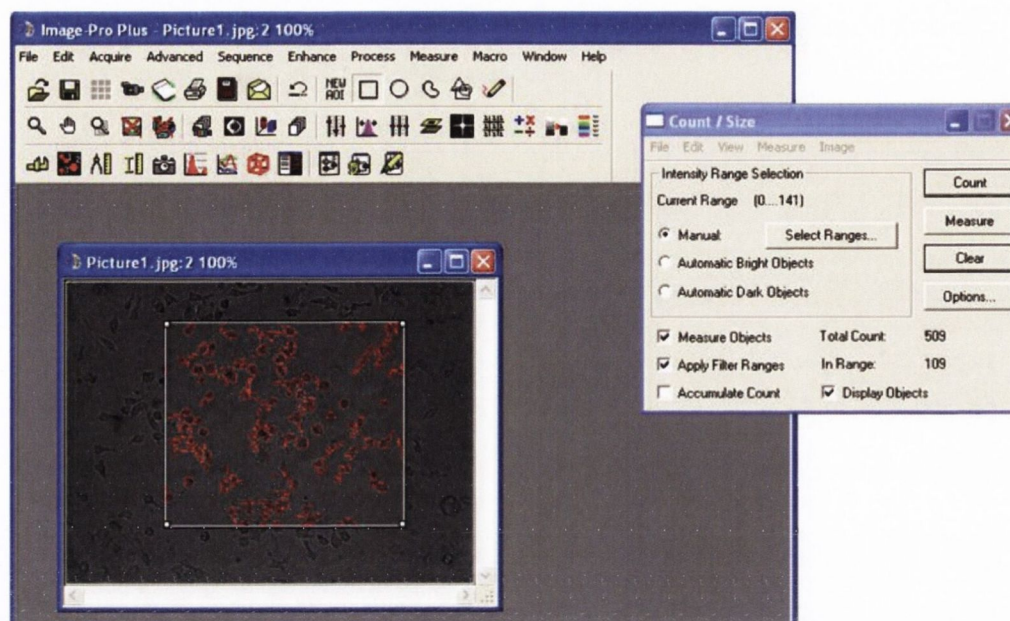 Image-Pro Plus - Picture1.jpg:2 100%
File Edit Acquire Advanced Sequence Enhance Process Measure Macro Window Help
NEW
AOI
Count / Size
File Edit View Measure Image
Intensity Range Selection
Current Range (0....141)
Manual: Select Ranges...
Automatic Bright Objects
Automatic Dark Objects
Count
Measure
Clear
Options...
Measure Objects Total Count: 509
Apply Filter Ranges In Range: 109
Accumulate Count Display Objects
Picture1.jpg:2 100%